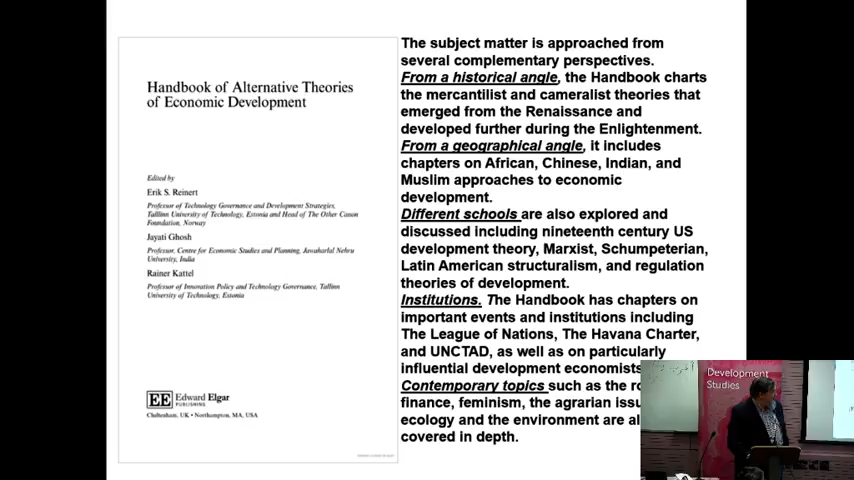 Handbook of Alternative Theories
of Economic Development
Edited by
Erik S. Reinert
Professor of Technology Governance and Development Strategies,
Tallinn University of Technology, Estonia and Head of The Other Canon
Foundation, Norway
Jayati Ghosh
Professor, Centre for Economic Studies and Planning, Jawaharlal Nehru
University, India
Rainer Kattel
Professor of Innovation Policy and Technology Governance, Tallinn
University of Technology, Estonia
EE Edward Elgar
PUBLISHING
Cheltenham, UK • Northampton, MA, USA
The subject matter is approached from
several complementary perspectives.
From a historical angle, the Handbook charts
the mercantilist and cameralist theories that
emerged from the Renaissance and
developed further during the Enlightenment.
From a geographical angle, it includes
chapters on African, Chinese, Indian, and
Muslim approaches to economic
development.
Different schools are also explored and
discussed including nineteenth century US
development theory, Marxist, Schumpeterian,
Latin American structuralism, and regulation
theories of development.
Institutions. The Handbook has chapters on
important events and institutions including
The League of Nations, The Havana Charter,
and UNCTAD, as well as on particularly
influential development economists
Contemporary topics such as the
finance, feminism, the agrarian
ecology and the environment are
covered in depth.
Development
Studies